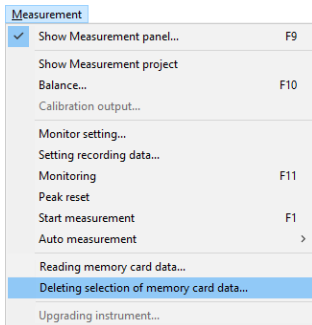 Measurement
Show Measurement panel... F9
Show Measurement project
Balance... F10
Calibration output...
Monitor setting...
Setting recording data...
Monitoring F11
Peak reset
Start measurement F1
Auto measurement
Reading memory card data...
Deleting selection of memory card data...
Upgrading instrument...